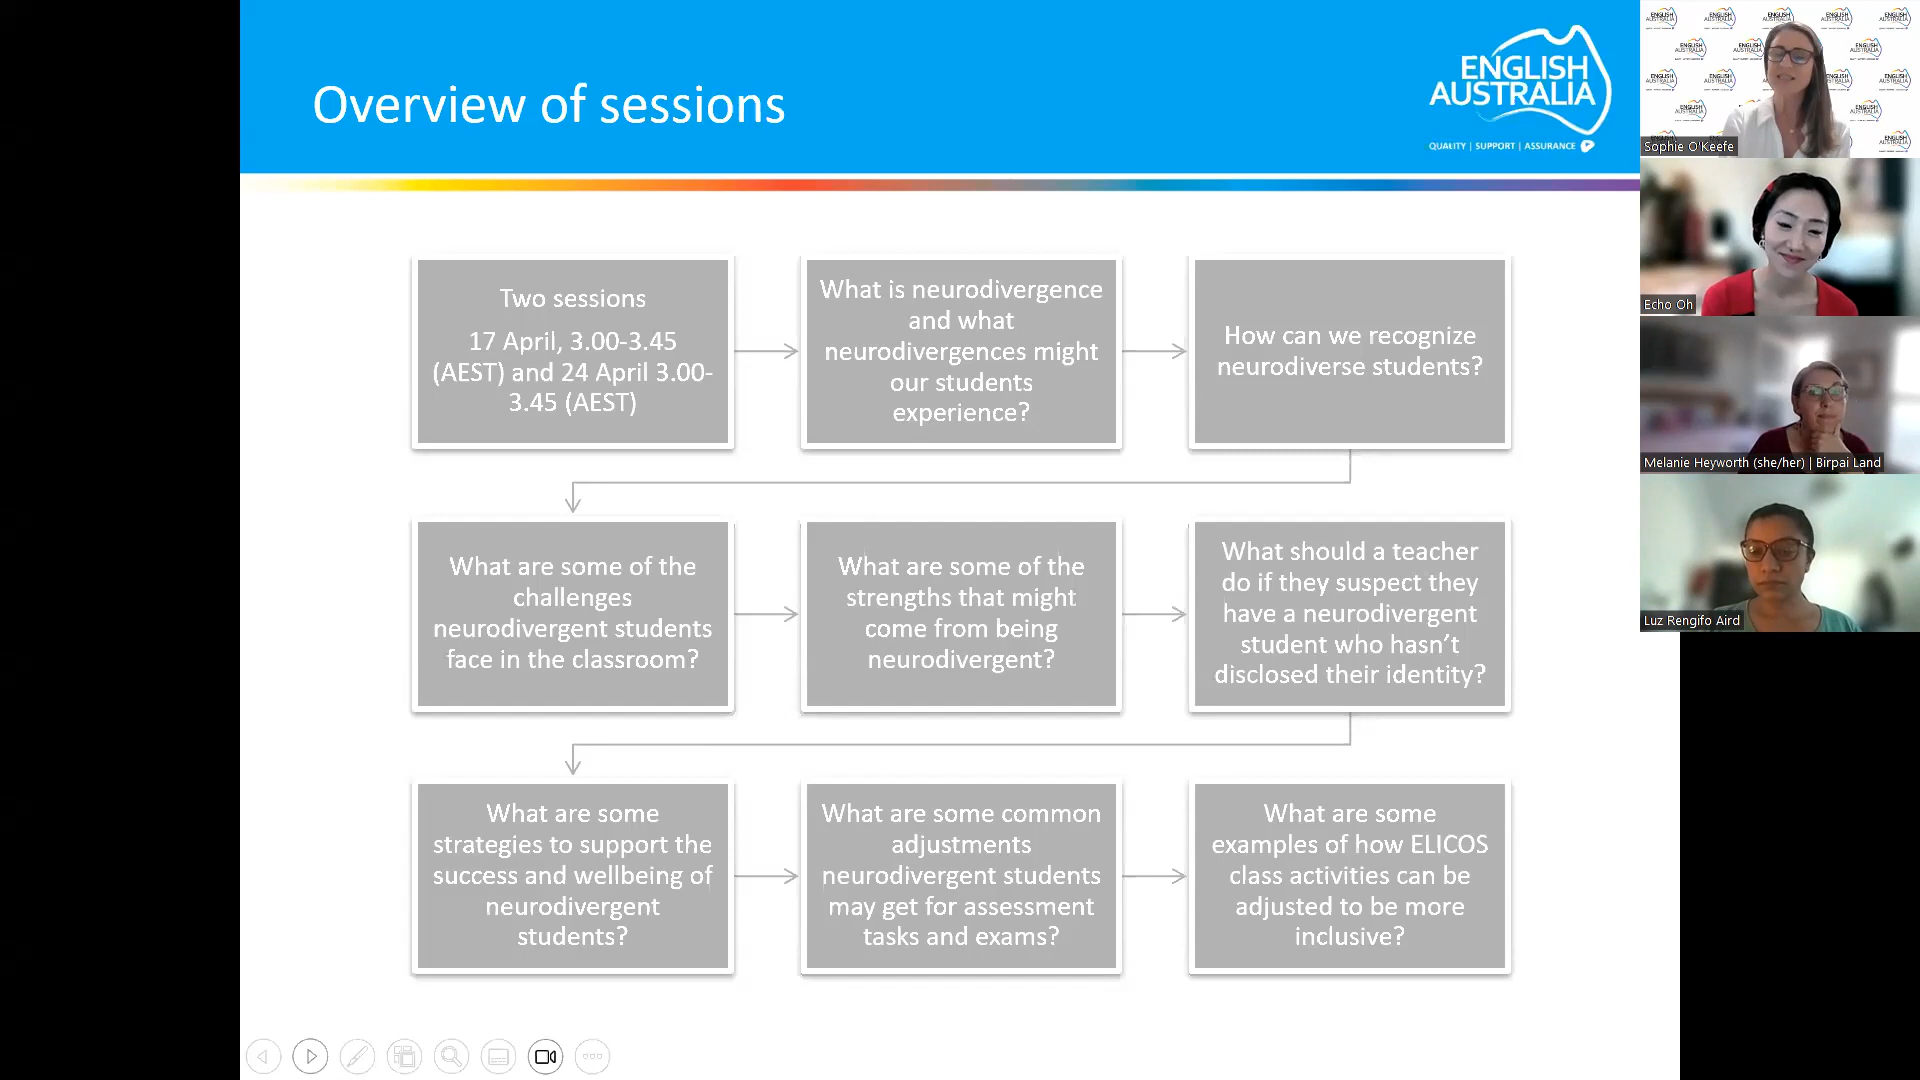 Overview of sessions
ENGLISH
AUSTRALIA
QUALITY | SUPPORT | ASSURANCE
Two sessions
17 April, 3.00-3.45
(AEST) and 24 April 3.00-
3.45 (AEST)
What is neurodivergence
and what
neurodivergences might
our students
experience?
How can we recognize
neurodiverse students?
What are some of the
challenges
neurodivergent students
face in the classroom?
What are some of the
strengths that might
come from being
neurodivergent?
What should a teacher
do if they suspect they
have a neurodivergent
student who hasn’t
disclosed their identity?
What are some
strategies to support the
success and wellbeing of
neurodivergent
students?
What are some common
adjustments
neurodivergent students
may get for assessment
tasks and exams?
What are some
examples of how ELICOS
class activities can be
adjusted to be more
inclusive?
Sophie O'Keefe
Echo Oh
Melanie Heyworth (she/her) | Birpai Land
Luz Rengifo Aird